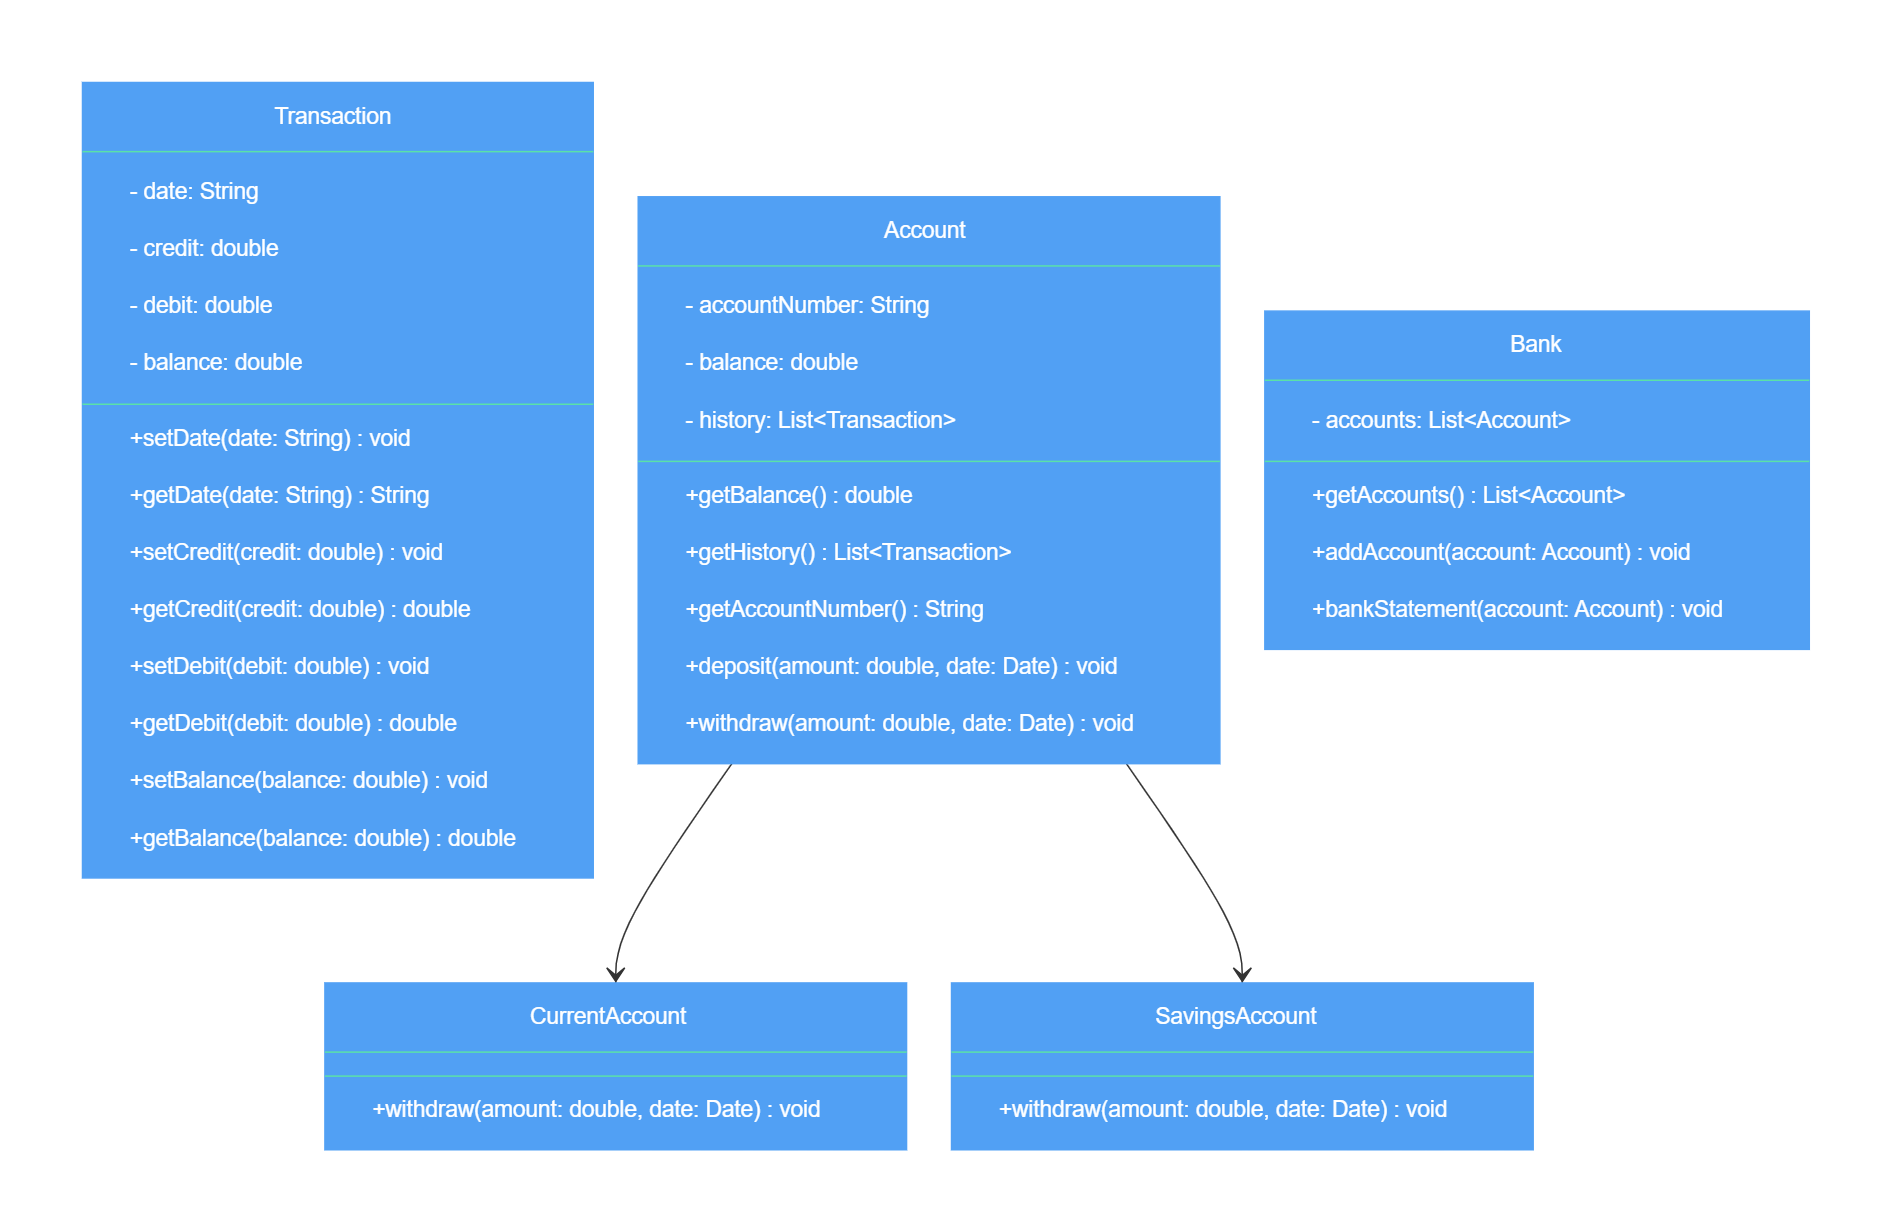 Transaction
- date: String
- credit: double
- debit: double
- balance: double
+setDate(date: String) : void
+getDate(date: String) : String
+setCredit(credit: double) : void
+getCredit(credit: double) : double
+setDebit(debit: double) : void
+getDebit(debit: double) : double
+setBalance(balance: double) : void
+getBalance(balance: double) : double
Account
- accountNumber: String
- balance: double
- history: List<Transaction>
+getBalance() : double
+getHistory() : List<Transaction>
+getAccountNumber() : String
+deposit(amount: double, date: Date) : void
+withdraw(amount: double, date: Date) : void
Bank
- accounts: List<Account>
+getAccounts() : List<Account>
+addAccount(account: Account) : void
+bankStatement(account: Account) : void
CurrentAccount
+withdraw(amount: double, date: Date) : void
SavingsAccount
+withdraw(amount: double, date: Date) : void